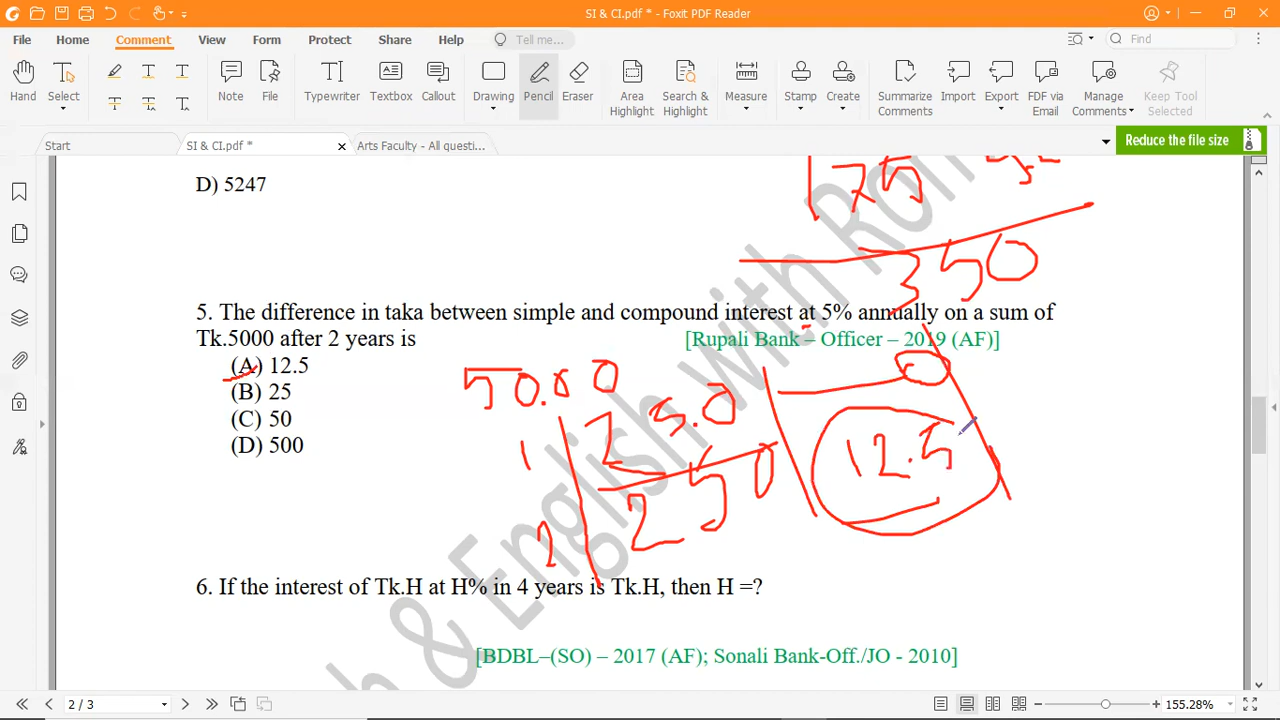 SI & CI.pdf * - Foxit PDF Reader
File Home Comment View Form Protect Share Help Tell me... Find
Hand Select Note File Typewriter Textbox Callout Drawing Pencil Eraser Area Highlight Search & Highlight Measure Stamp Create Summarize Comments Import Export FDF via Email Manage Comments Keep Tool Selected
Start SI & CI.pdf * Arts Faculty - All questi... Reduce the file size
D) 5247
350
5. The difference in taka between simple and compound interest at 5% annually on a sum of
Tk.5000 after 2 years is [Rupali Bank – Officer – 2019 (AF)]
(A) 12.5
(B) 25
(C) 50
(D) 500
50.00
1 25.0
2 250
12.5
6. If the interest of Tk.H at H% in 4 years is Tk.H, then H =?
[BDBL–(SO) – 2017 (AF); Sonali Bank-Off./JO - 2010]
2 / 3 155.28%